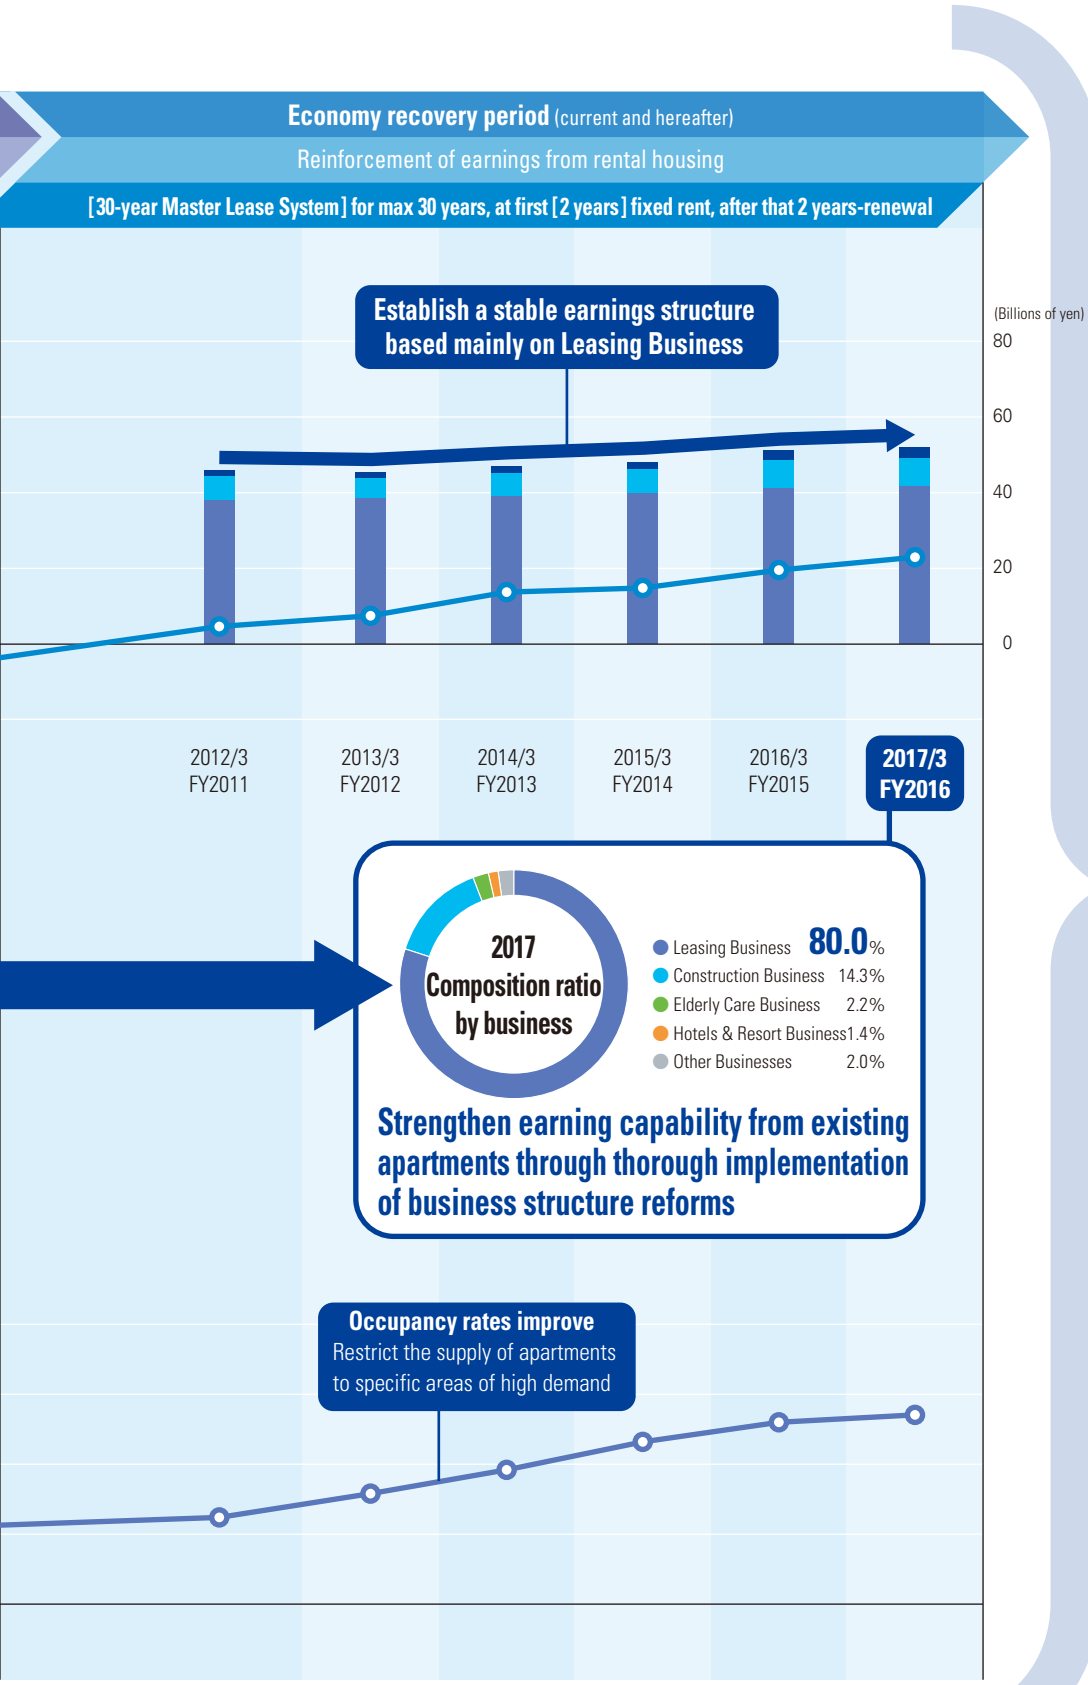 Economy recovery period (current and hereafter)
Reinforcement of earnings from rental housing
[30-year Master Lease System] for max 30 years, at first [2 years] fixed rent, after that 2 years-renewal
Establish a stable earnings structure
based mainly on Leasing Business
(Billions of yen)
80
60
40
20
0
2012/3
FY2011
2013/3
FY2012
2014/3
FY2013
2015/3
FY2014
2016/3
FY2015
2017/3
FY2016
2017
Composition ratio
by business
Leasing Business 80.0%
Construction Business 14.3%
Elderly Care Business 2.2%
Hotels & Resort Business 1.4%
Other Businesses 2.0%
Strengthen earning capability from existing
apartments through thorough implementation
of business structure reforms
Occupancy rates improve
Restrict the supply of apartments
to specific areas of high demand